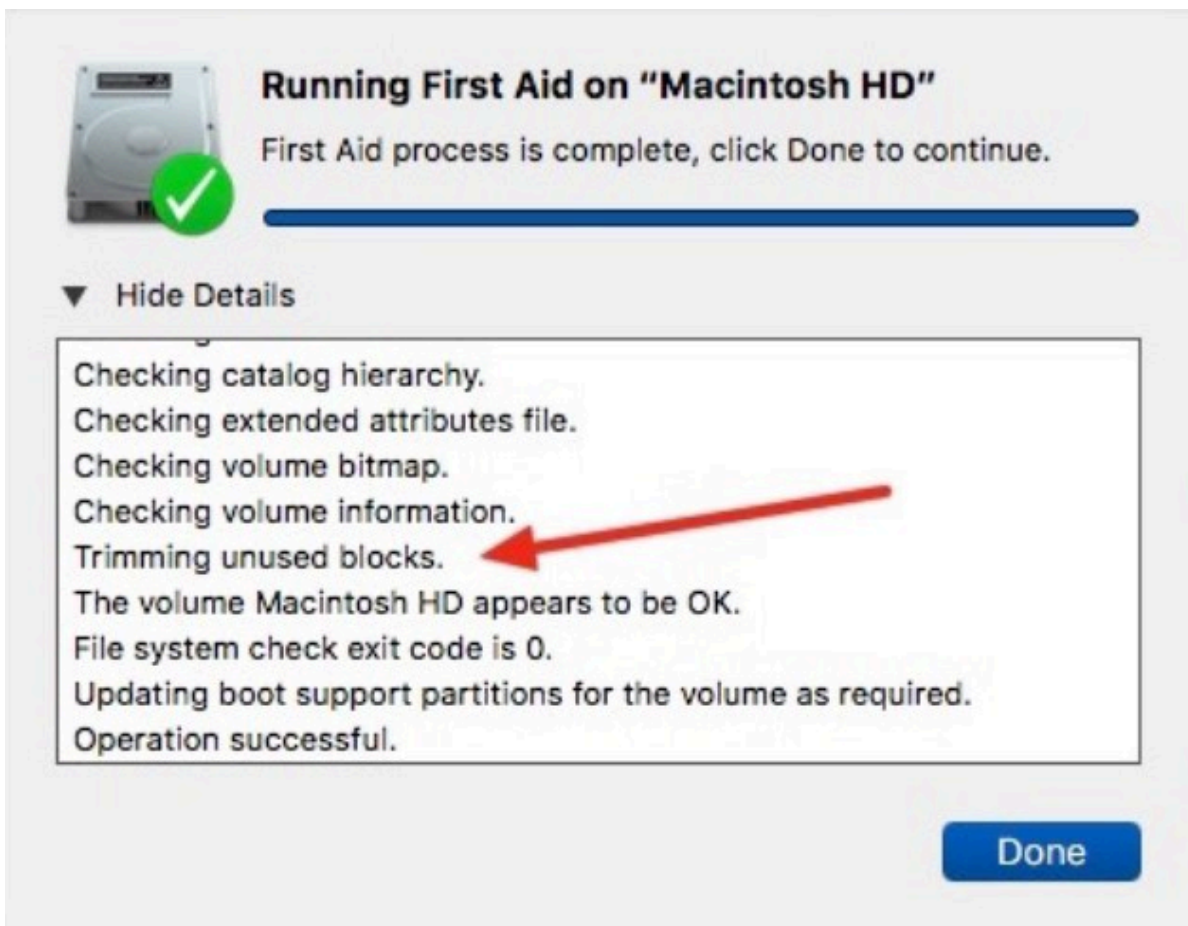 Running First Aid on “Macintosh HD”
First Aid process is complete, click Done to continue.
Hide Details
Checking catalog hierarchy.
Checking extended attributes file.
Checking volume bitmap.
Checking volume information.
Trimming unused blocks.
The volume Macintosh HD appears to be OK.
File system check exit code is 0.
Updating boot support partitions for the volume as required.
Operation successful.
Done